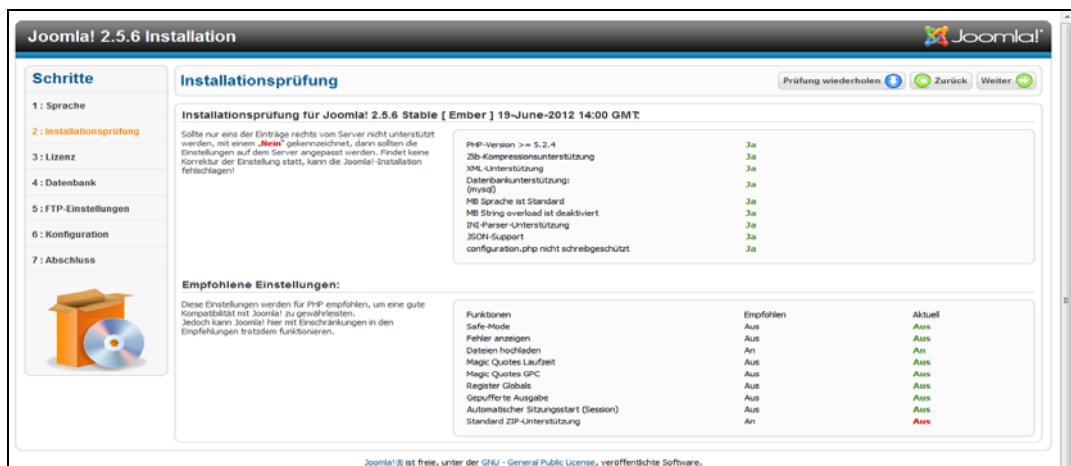 Joomla! 2.5.6 Installation
Joomla!
Schritte
1 : Sprache
2 : Installationsprüfung
3 : Lizenz
4 : Datenbank
5 : FTP-Einstellungen
6 : Konfiguration
7 : Abschluss
Installationsprüfung
Prüfung wiederholen
Zurück
Weiter
Installationsprüfung für Joomla! 2.5.6 Stable [ Ember ] 19-June-2012 14:00 GMT:
Sollte nur eins der Einträge rechts vom Server nicht unterstützt
werden, mit einem „Nein“ gekennzeichnet, dann sollten die
Einstellungen auf dem Server angepasst werden. Findet keine
Korrektur der Einstellung statt, kann die Joomla!-Installation
fehlschlagen!
PHP-Version >= 5.2.4 Ja
Zlib-Kompressionsunterstützung Ja
XML-Unterstützung Ja
Datenbankunterstützung:
(mysql) Ja
MB Sprache ist Standard Ja
MB String overload ist deaktiviert Ja
INI-Parser-Unterstützung Ja
JSON-Support Ja
configuration.php nicht schreibgeschützt Ja
Empfohlene Einstellungen:
Diese Einstellungen werden für PHP empfohlen, um eine gute
Kompatibilität mit Joomla! zu gewährleisten.
Jedoch kann Joomla! hier mit Einschränkungen in den
Empfehlungen trotzdem funktionieren.
Funktionen Empfohlen Aktuell
Safe-Mode Aus Aus
Fehler anzeigen Aus Aus
Dateien hochladen An An
Magic Quotes Laufzeit Aus Aus
Magic Quotes GPC Aus Aus
Register Globals Aus Aus
Gepufferte Ausgabe Aus Aus
Automatischer Sitzungsstart (Session) Aus Aus
Standard ZIP-Unterstützung An Aus
Joomla!® ist freie, unter der GNU - General Public License, veröffentlichte Software.